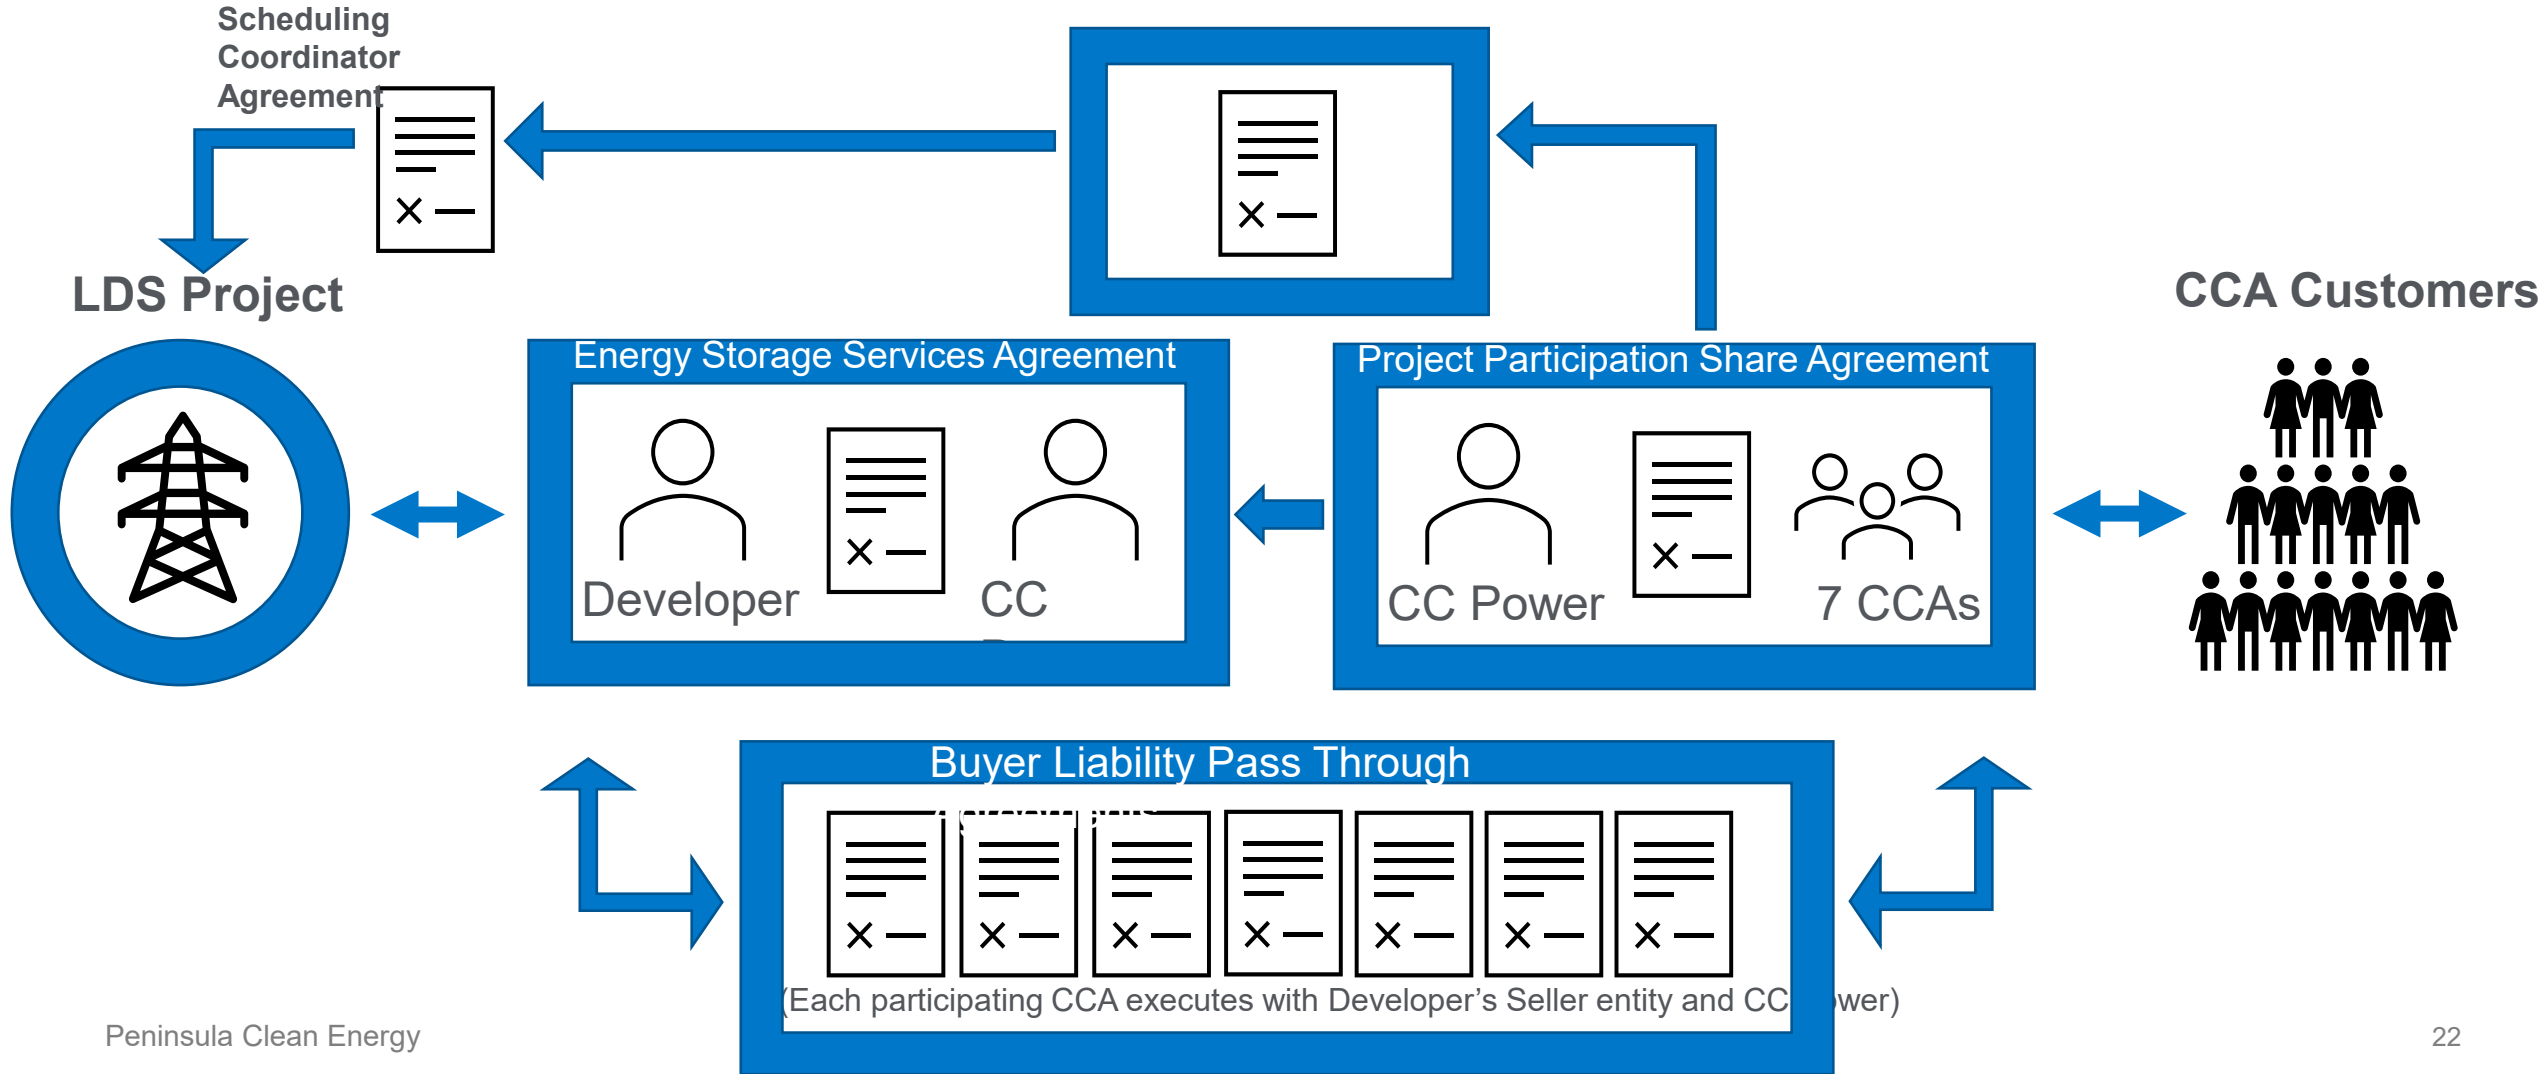 Scheduling
Coordinator
Agreement
LDS Project
CCA Customers
Energy Storage Services Agreement
Project Participation Share Agreement
Developer
CC
CC Power
7 CCAs
Buyer Liability Pass Through
Agreements
(Each participating CCA executes with Developer's Seller entity and CC Power)
Peninsula Clean Energy
22